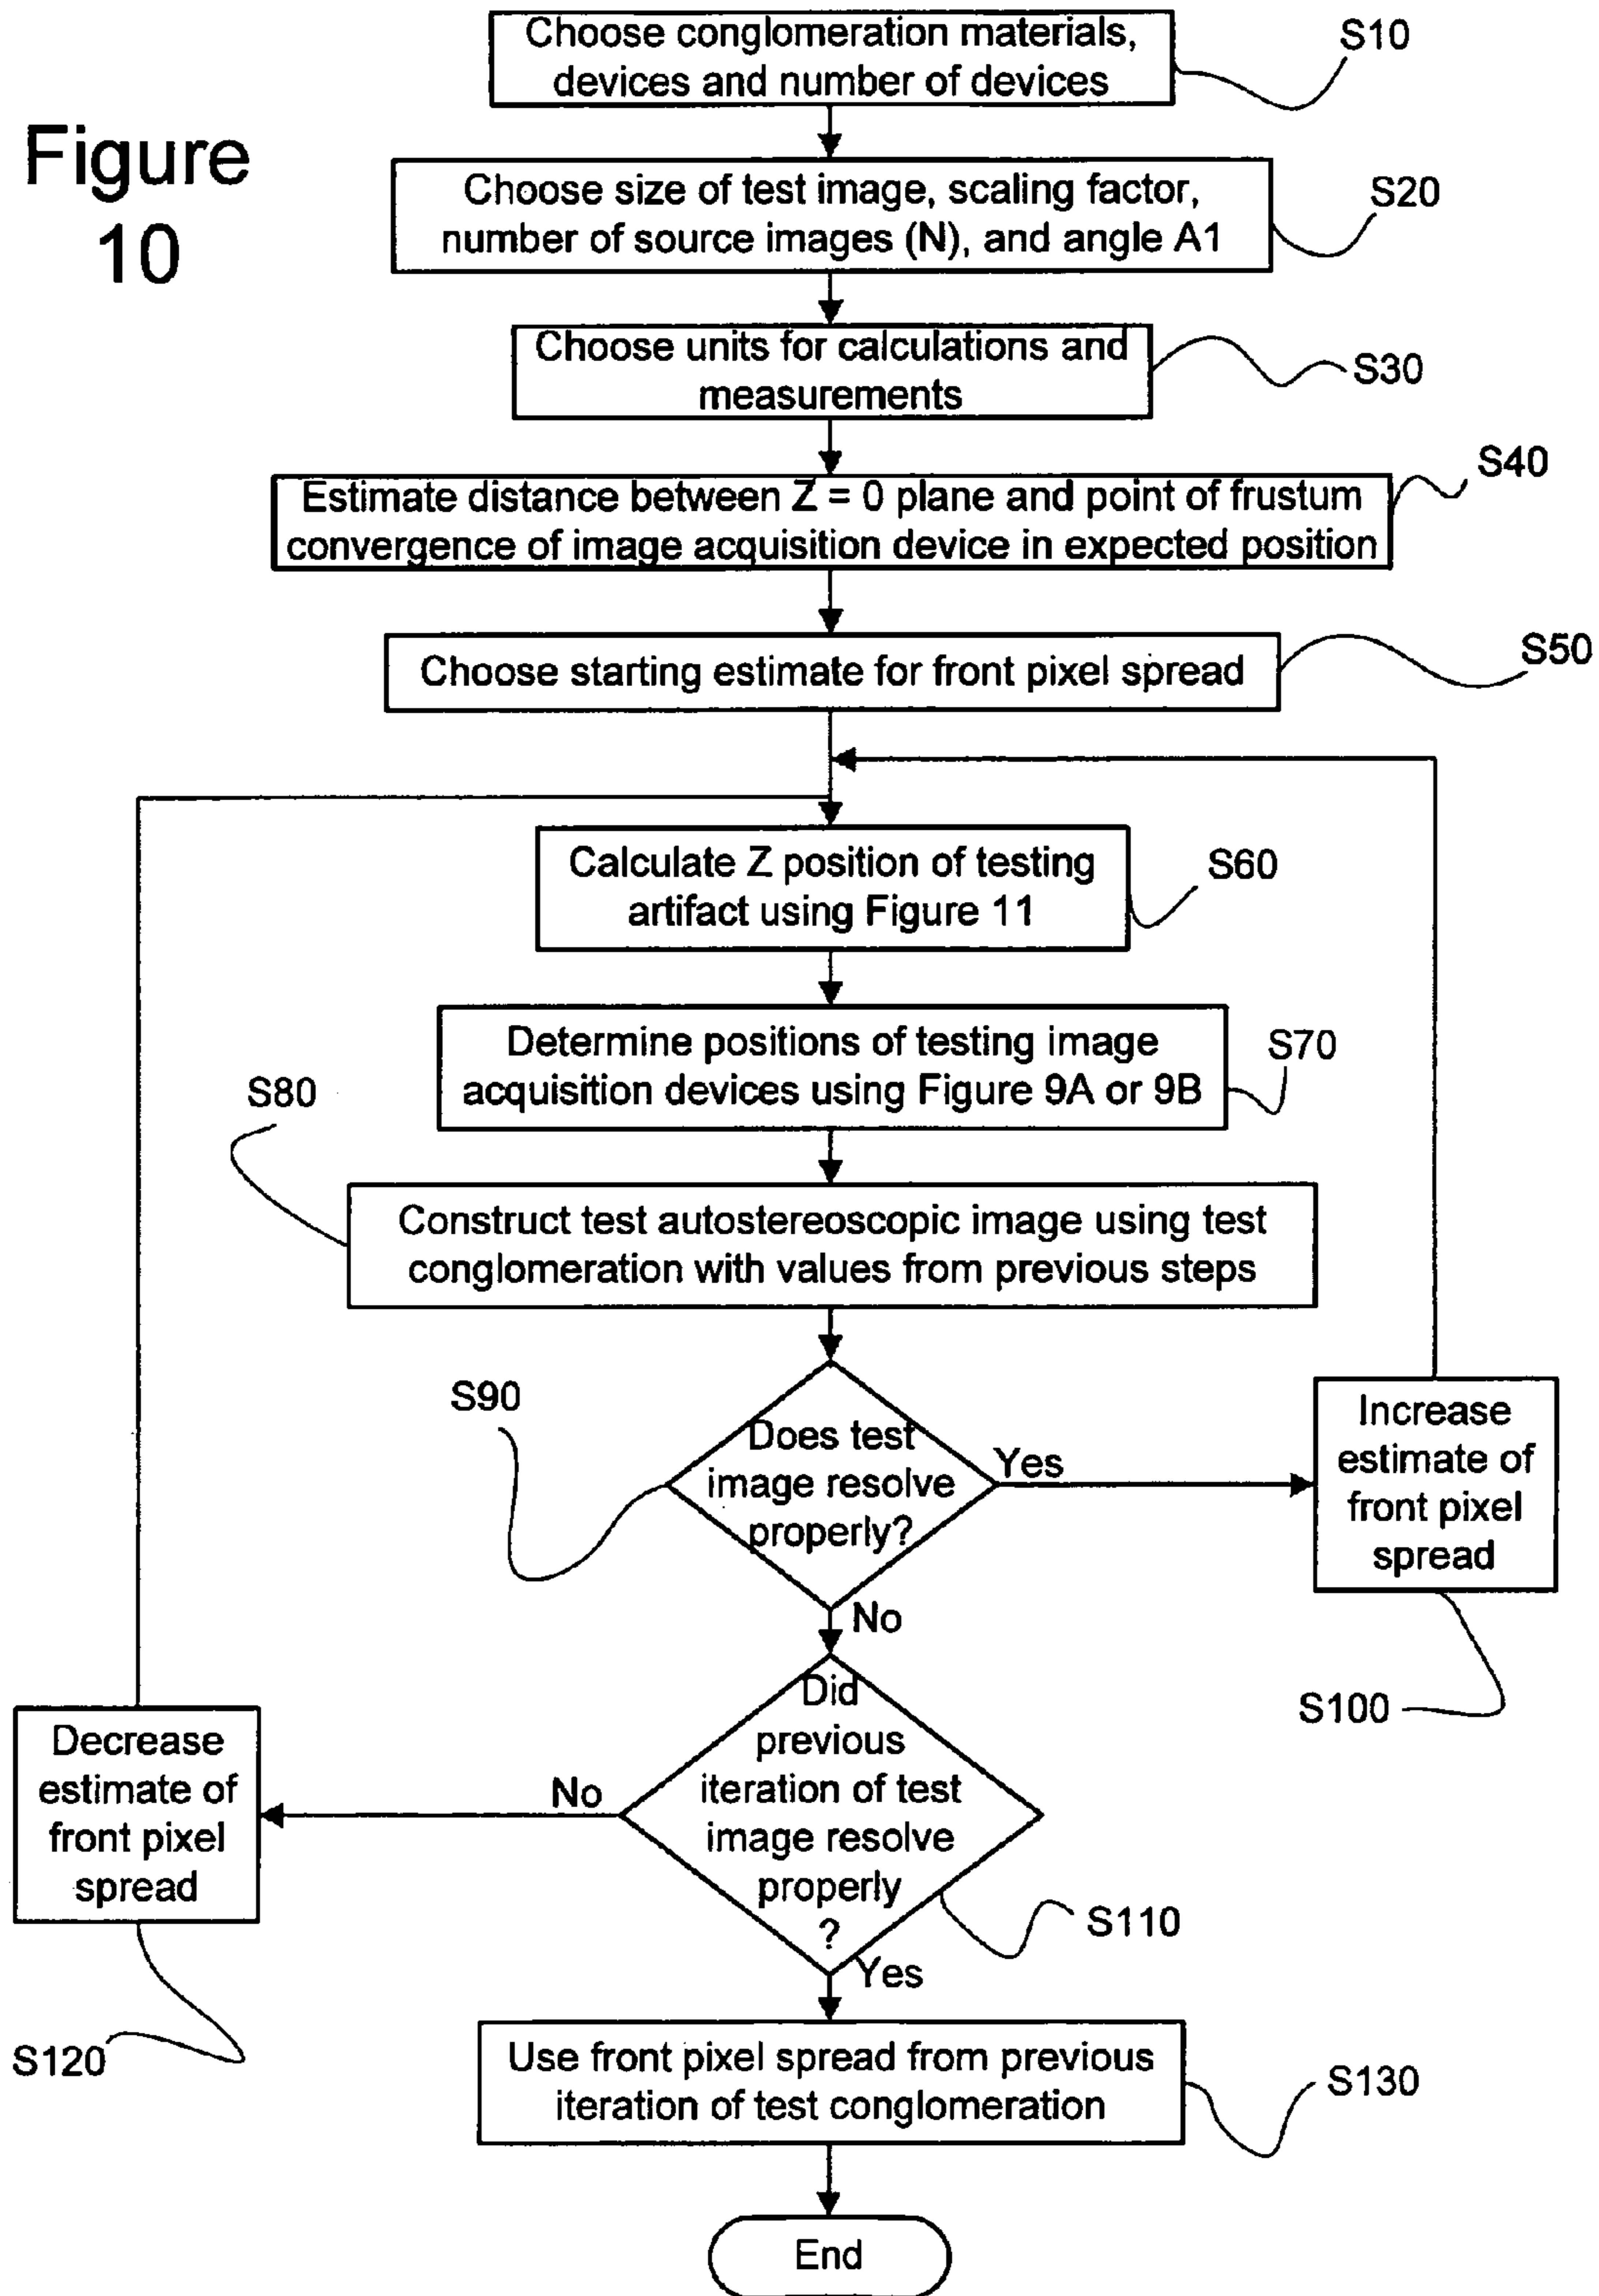 Figure
10
Choose conglomeration materials,
devices and number of devices
S10
Choose size of test image, scaling factor,
number of source images (N), and angle A1
S20
Choose units for calculations and
measurements
S30
Estimate distance between Z = 0 plane and point of frustum
convergence of image acquisition device in expected position
S40
Choose starting estimate for front pixel spread
S50
Calculate Z position of testing
artifact using Figure 11
S60
Determine positions of testing image
acquisition devices using Figure 9A or 9B
S70
S80
Construct test autostereoscopic image using test
conglomeration with values from previous steps
S90
Does test
image resolve
properly?
Yes
No
Increase
estimate of
front pixel
spread
S100
Did
previous
iteration of test
image resolve
properly
?
No
Yes
S110
Decrease
estimate of
front pixel
spread
S120
Use front pixel spread from previous
iteration of test conglomeration
S130
End